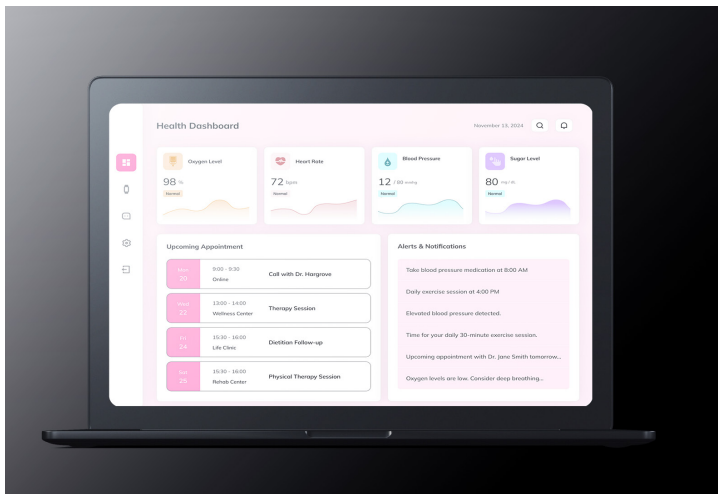 Health Dashboard
November 13, 2024
Oxygen Level
98 %
Normal
Heart Rate
72 bpm
Normal
Blood Pressure
12 / 80 mmHg
Normal
Sugar Level
80 mg / dL
Normal
Upcoming Appointment
Mon
20
9:00 - 9:30
Online
Call with Dr. Hargrove
Wed
22
13:00 - 14:00
Wellness Center
Therapy Session
Fri
24
15:30 - 16:00
Life Clinic
Dietitian Follow-up
Sat
25
15:30 - 16:00
Rehab Center
Physical Therapy Session
Alerts & Notifications
Take blood pressure medication at 8:00 AM
Daily exercise session at 4:00 PM
Elevated blood pressure detected.
Time for your daily 30-minute exercise session.
Upcoming appointment with Dr. Jane Smith tomorrow...
Oxygen levels are low. Consider deep breathing...